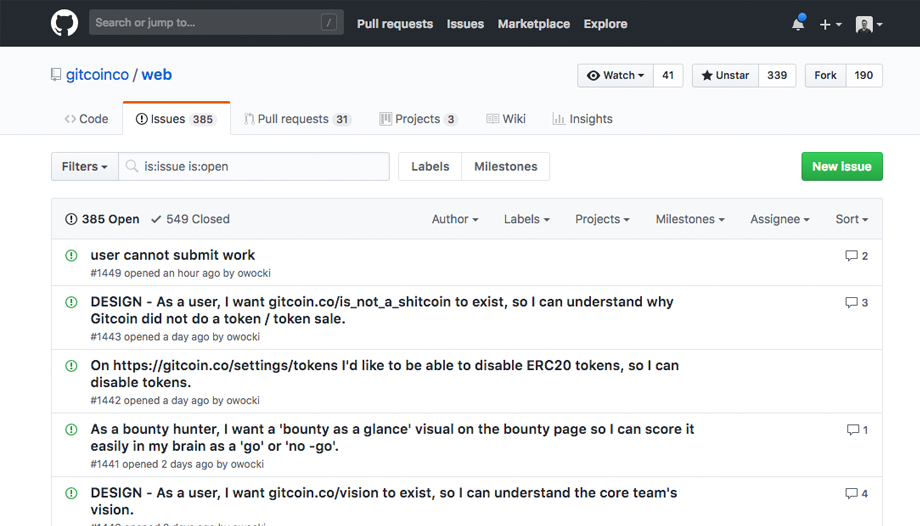 Search or jump to... /
Pull requests Issues Marketplace Explore
gitcoinco / web
Watch 41 Unstar 339 Fork 190
Code Issues 385 Pull requests 31 Projects 3 Wiki Insights
Filters is:issue is:open Labels Milestones New issue
385 Open 549 Closed Author Labels Projects Milestones Assignee Sort
user cannot submit work 2
#1449 opened an hour ago by owocki
DESIGN - As a user, I want gitcoin.co/is_not_a_shitcoin to exist, so I can understand why 3
Gitcoin did not do a token / token sale.
#1443 opened a day ago by owocki
On https://gitcoin.co/settings/tokens I'd like to be able to disable ERC20 tokens, so I can
disable tokens.
#1442 opened a day ago by owocki
As a bounty hunter, I want a 'bounty as a glance' visual on the bounty page so I can score it 1
easily in my brain as a 'go' or 'no -go'.
#1441 opened 2 days ago by owocki
DESIGN - As a user, I want gitcoin.co/vision to exist, so I can understand the core team's 4
vision.